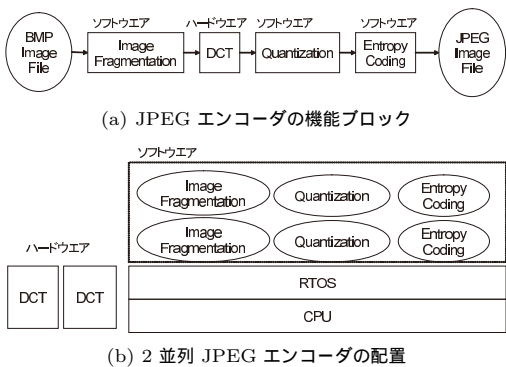 ソフトウエア
ハードウエア
ソフトウエア
ソフトウエア
BMP
Image
File
Image
Fragmentation
DCT
Quantization
Entropy
Coding
JPEG
Image
File
(a) JPEG エンコーダの機能ブロック
ソフトウエア
Image
Fragmentation
Quantization
Entropy
Coding
Image
Fragmentation
Quantization
Entropy
Coding
ハードウエア
DCT
DCT
RTOS
CPU
(b) 2 並列 JPEG エンコーダの配置